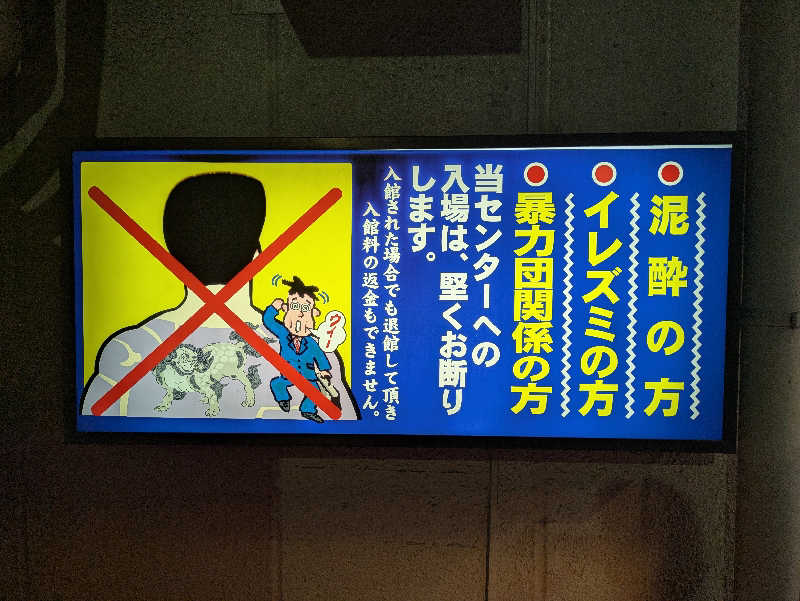 ●泥酔の方
●イレズミの方
●暴力団関係の方
当センターへの
入場は、堅くお断り
します。
入館された場合でも退館して頂き
入館料の返金もできません。
ウィー